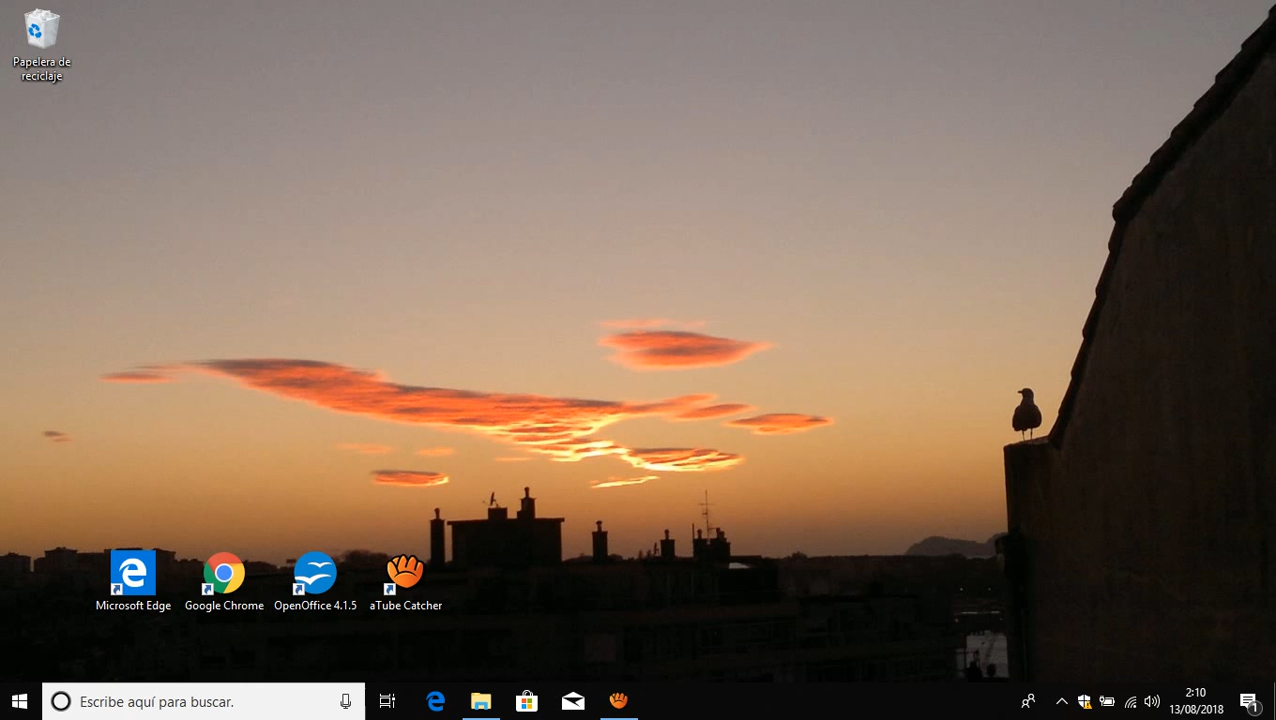 Papelera de
reciclaje
Microsoft Edge
Google Chrome
OpenOffice 4.1.5
aTube Catcher
Escribe aquí para buscar.
2:10
13/08/2018
1